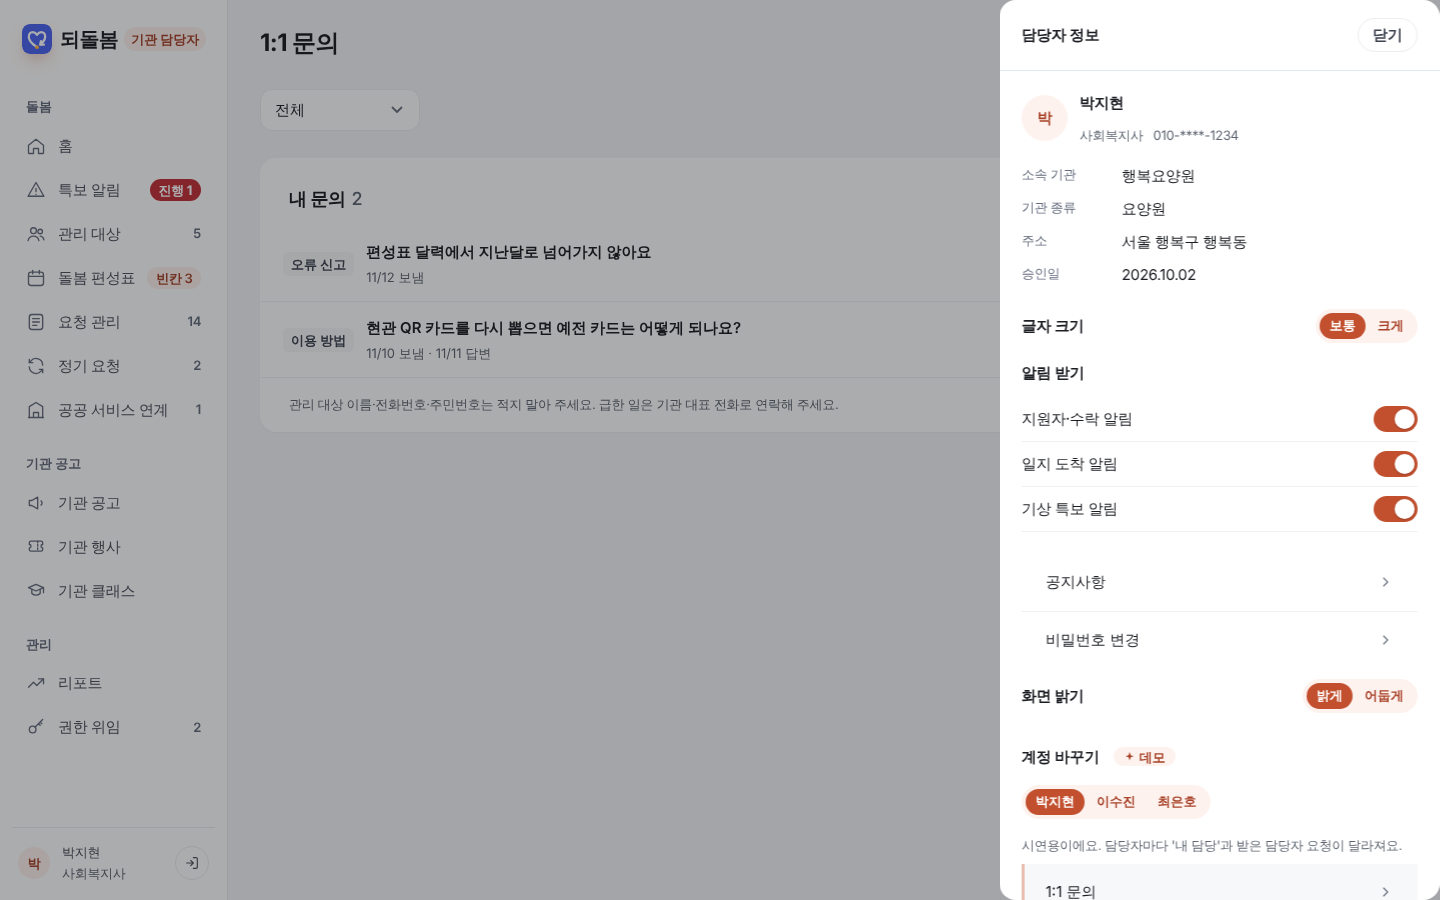 되돌봄 기관 담당자
돌봄
홈
특보 알림 진행 1
관리 대상 5
돌봄 편성표 빈칸 3
요청 관리 14
정기 요청 2
공공 서비스 연계 1
기관 공고
기관 공고
기관 행사
기관 클래스
관리
리포트
권한 위임 2
박 박지현
사회복지사
1:1 문의
전체
내 문의 2
오류 신고 편성표 달력에서 지난달로 넘어가지 않아요
11/12 보냄
이용 방법 현관 QR 카드를 다시 뽑으면 예전 카드는 어떻게 되나요?
11/10 보냄 · 11/11 답변
관리 대상 이름·전화번호·주민번호는 적지 말아 주세요. 급한 일은 기관 대표 전화로 연락해 주세요.
담당자 정보 닫기
박 박지현
사회복지사 010-****-1234
소속 기관 행복요양원
기관 종류 요양원
주소 서울 행복구 행복동
승인일 2026.10.02
글자 크기 보통 크게
알림 받기
지원자·수락 알림
일지 도착 알림
기상 특보 알림
공지사항
비밀번호 변경
화면 밝기 밝게 어둡게
계정 바꾸기 데모
박지현 이수진 최은호
시연용이에요. 담당자마다 '내 담당'과 받은 담당자 요청이 달라져요.
1:1 문의